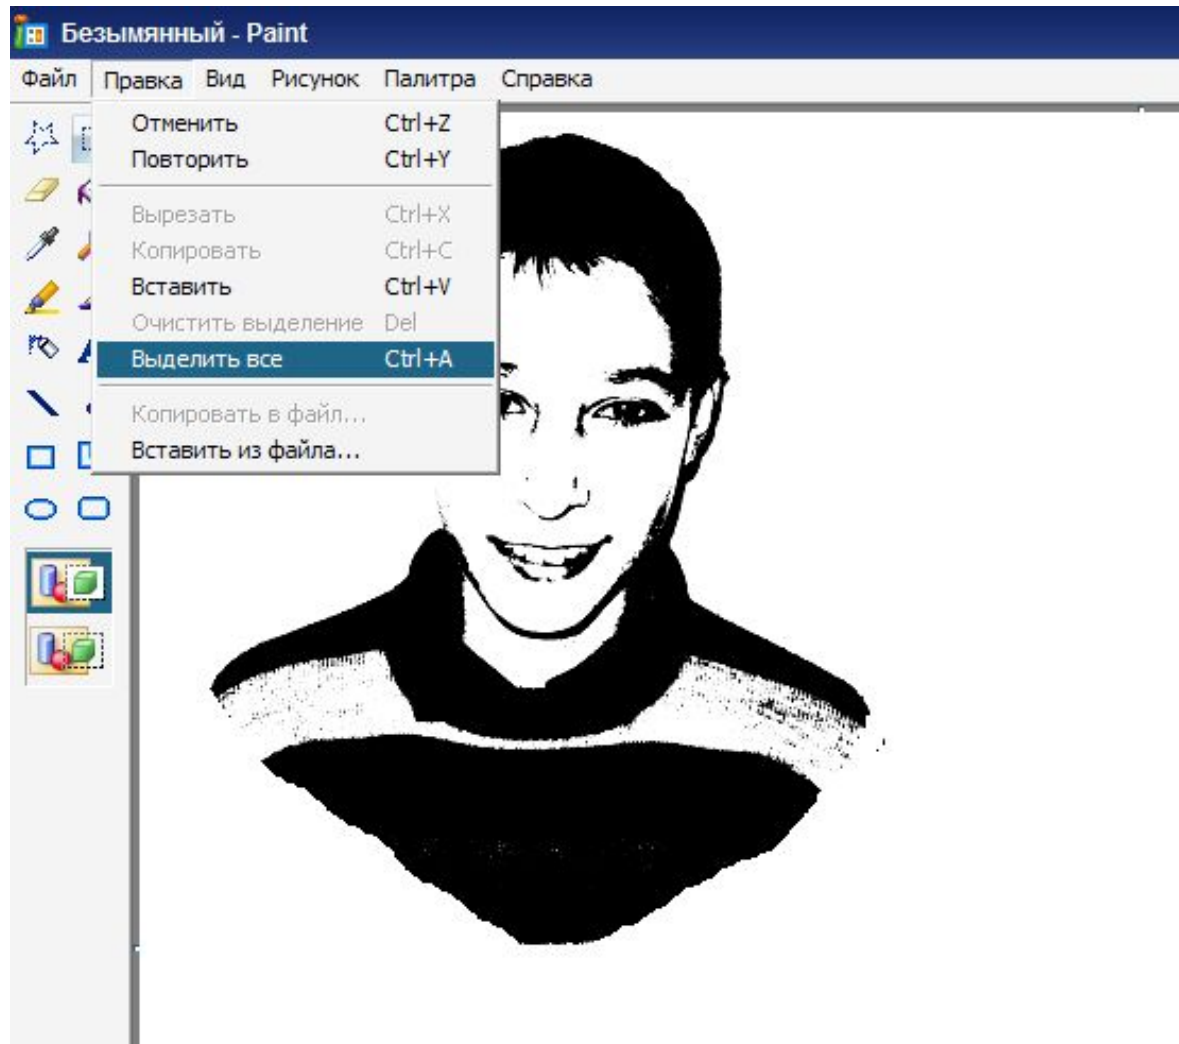 Безымянный - Paint
Файл Правка Вид Рисунок Палитра Справка
Отменить Ctrl+Z
Повторить Ctrl+Y
Вырезать Ctrl+X
Копировать Ctrl+C
Вставить Ctrl+V
Очистить выделение Del
Выделить все Ctrl+A
Копировать в файл...
Вставить из файла...